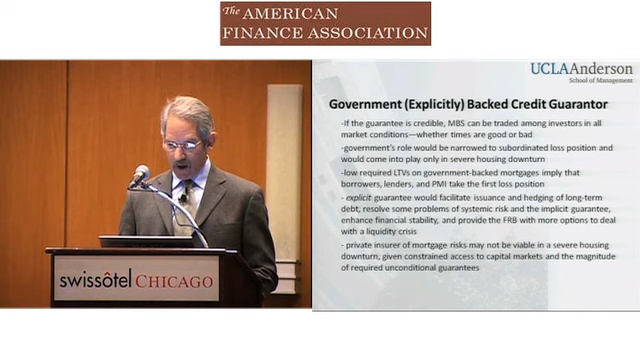 The AMERICAN
FINANCE ASSOCIATION
UCLAAnderson
School of Management
Government (Explicitly) Backed Credit Guarantor
-If the guarantee is credible, MBS can be traded among investors in all
market conditions—whether times are good or bad
-government's role would be narrowed to subordinated loss position and
would come into play only in severe housing downturn
-low required LTVs on government-backed mortgages imply that
borrowers, lenders, and PMI take the first loss position
- explicit guarantee would facilitate issuance and hedging of long-term
debt, resolve some problems of systemic risk and the implicit guarantee,
enhance financial stability, and provide the FRB with more options to deal
with a liquidity crisis
- private insurer of mortgage risks may not be viable in a severe housing
downturn, given constrained access to capital markets and the magnitude
of required unconditional guarantees
swissôtel CHICAGO